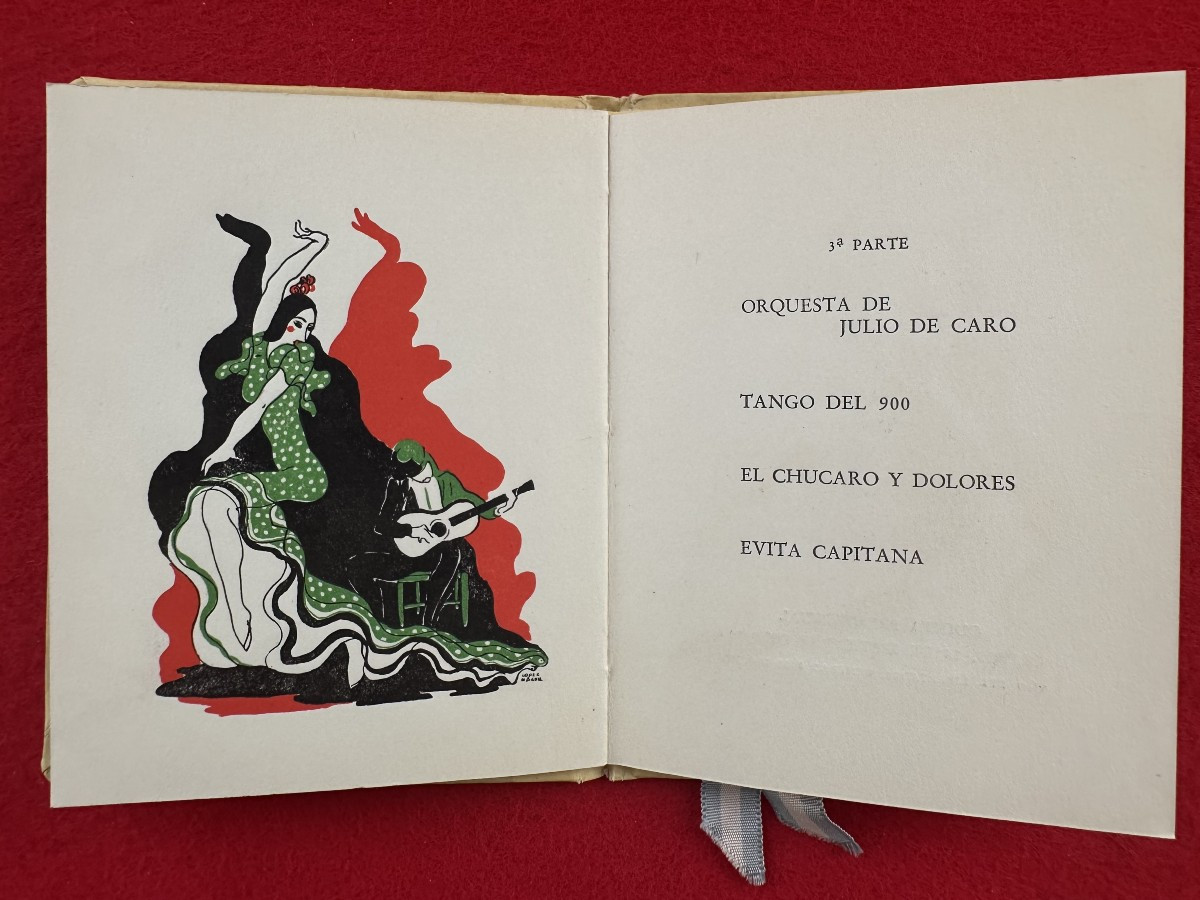 3ª PARTE
ORQUESTA DE
JULIO DE CARO
TANGO DEL 900
EL CHUCARO Y DOLORES
EVITA CAPITANA